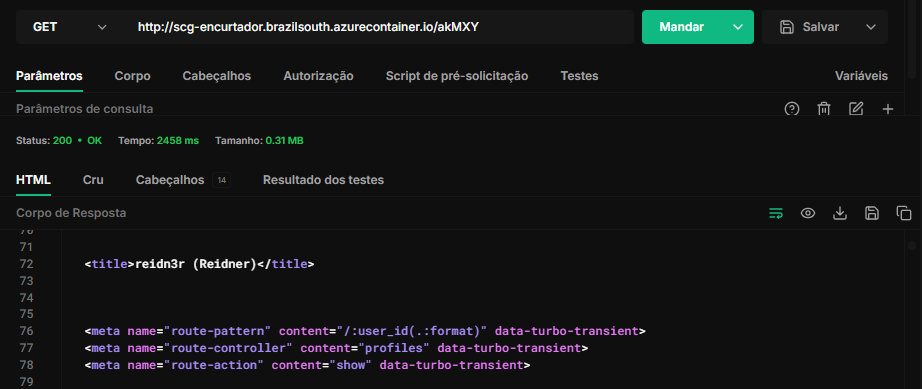 GET http://scg-encurtador.brazilsouth.azurecontainer.io/akMXY Mandar Salvar
Parâmetros Corpo Cabeçalhos Autorização Script de pré-solicitação Testes Variáveis
Parâmetros de consulta
Status: 200 • OK Tempo: 2458 ms Tamanho: 0.31 MB
HTML Cru Cabeçalhos 14 Resultado dos testes
Corpo de Resposta
70
71
72 <title>reidn3r (Reidner)</title>
73
74
75
76 <meta name="route-pattern" content="/:user_id(.:format)" data-turbo-transient>
77 <meta name="route-controller" content="profiles" data-turbo-transient>
78 <meta name="route-action" content="show" data-turbo-transient>
79